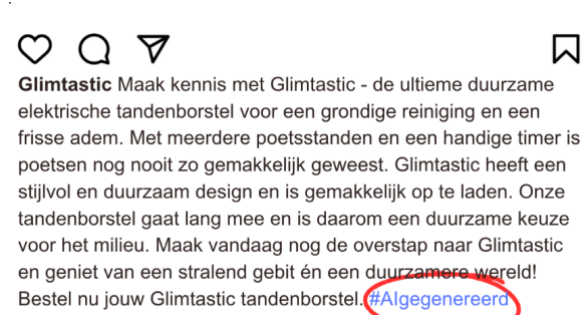 Glimtastic Maak kennis met Glimtastic - de ultieme duurzame
elektrische tandenborstel voor een grondige reiniging en een
frisse adem. Met meerdere poetsstanden en een handige timer is
poetsen nog nooit zo gemakkelijk geweest. Glimtastic heeft een
stijlvol en duurzaam design en is gemakkelijk op te laden. Onze
tandenborstel gaat lang mee en is daarom een duurzame keuze
voor het milieu. Maak vandaag nog de overstap naar Glimtastic
en geniet van een stralend gebit én een duurzamere wereld!
Bestel nu jouw Glimtastic tandenborstel. #AIgegenereerd